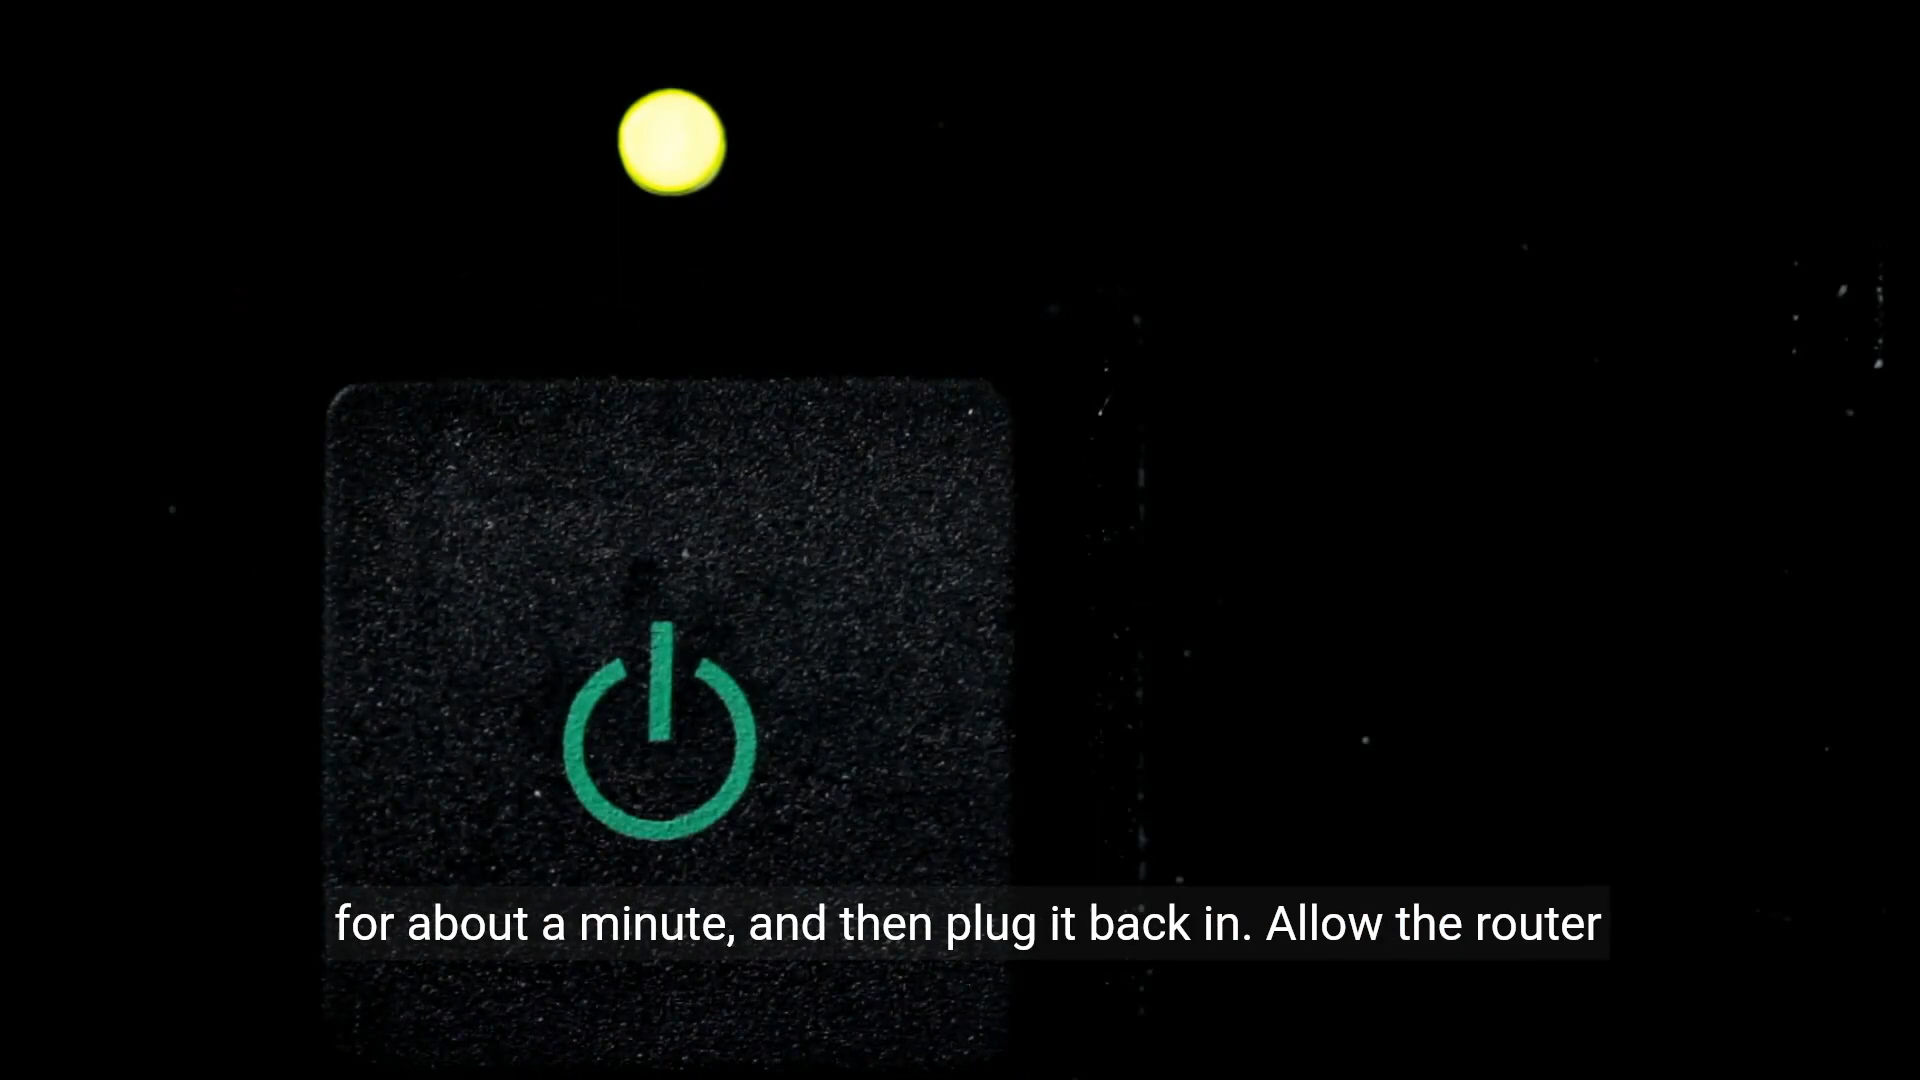 for about a minute, and then plug it back in. Allow the router